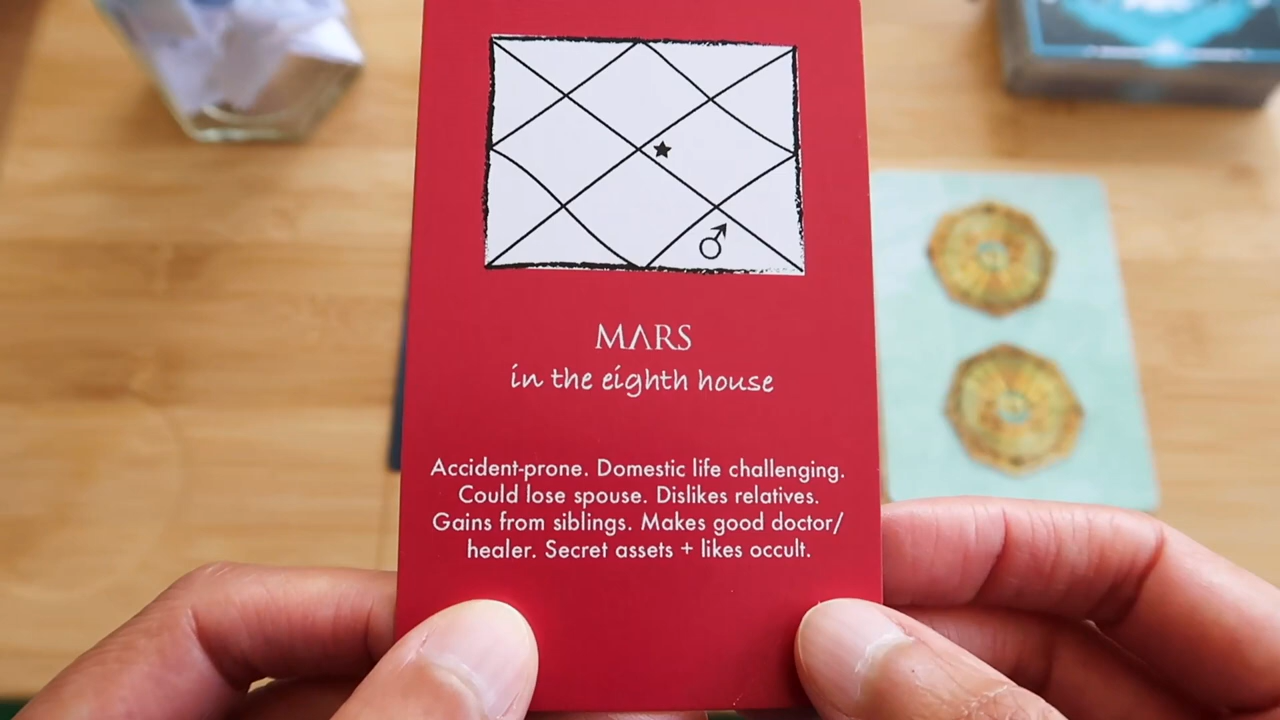 MARS
in the eighth house
Accident-prone. Domestic life challenging.
Could lose spouse. Dislikes relatives.
Gains from siblings. Makes good doctor/
healer. Secret assets + likes occult.